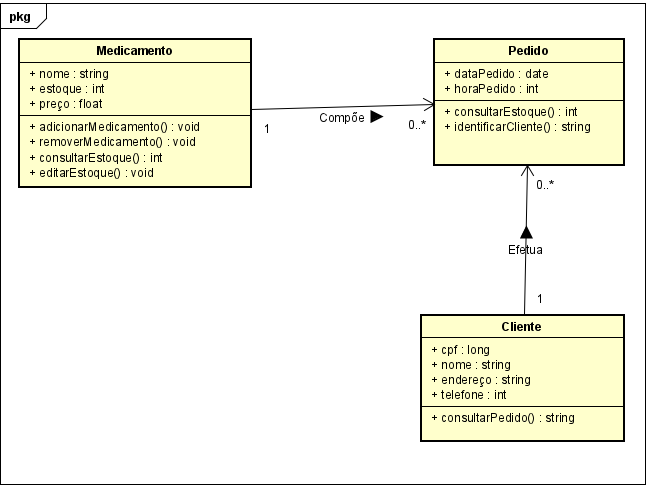 pkg
Medicamento
+ nome : string
+ estoque : int
+ preço : float
+ adicionarMedicamento() : void
+ removerMedicamento() : void
+ consultarEstoque() : int
+ editarEstoque() : void
Pedido
+ dataPedido : date
+ horaPedido : int
+ consultarEstoque() : int
+ identificarCliente() : string
1
Compõe
0..*
0..*
Efetua
1
Cliente
+ cpf : long
+ nome : string
+ endereço : string
+ telefone : int
+ consultarPedido() : string